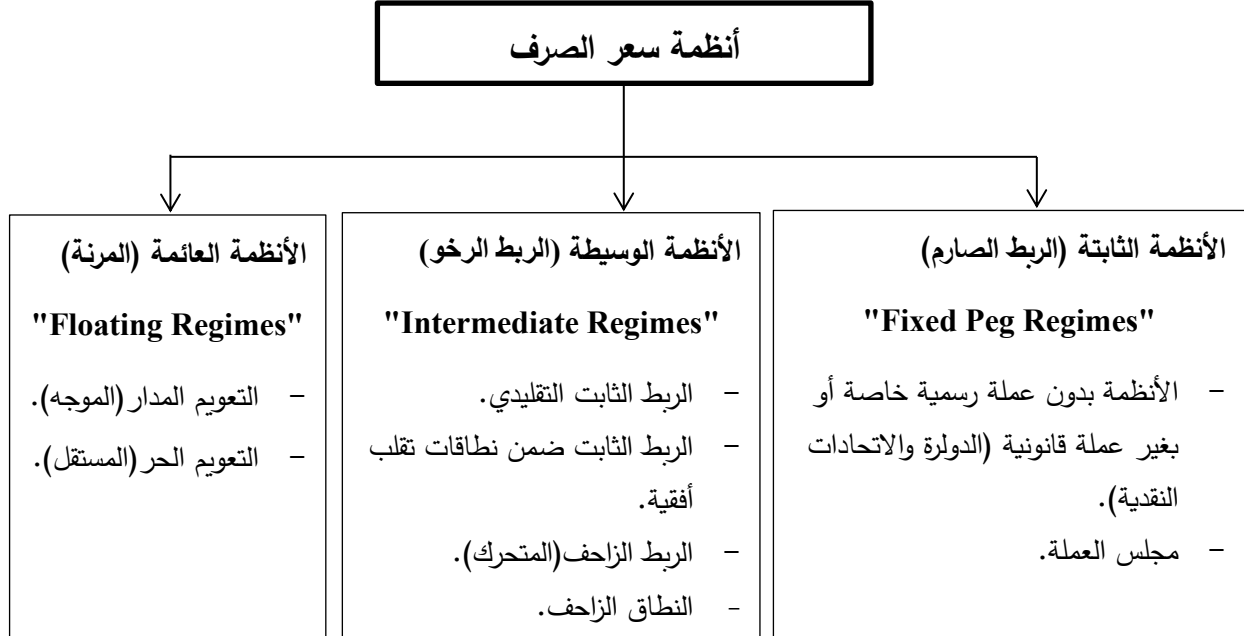 أنظمة سعر الصرف
الأنظمة الثابتة (الربط الصارم)
"Fixed Peg Regimes"
- الأنظمة بدون عملة رسمية خاصة أو
بغير عملة قانونية (الدولرة والاتحادات
النقدية).
- مجلس العملة.
الأنظمة الوسيطة (الربط الرخو)
"Intermediate Regimes"
- الربط الثابت التقليدي.
- الربط الثابت ضمن نطاقات تقلب
أفقية.
- الربط الزاحف(المتحرك).
- النطاق الزاحف.
الأنظمة العائمة (المرنة)
"Floating Regimes"
- التعويم المدار(الموجه).
- التعويم الحر(المستقل).